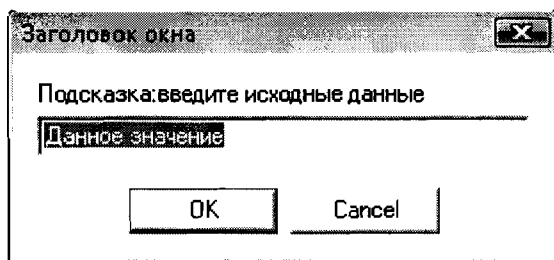 Заголовок окна
Подсказка:введите исходные данные
Данное значение
OK Cancel